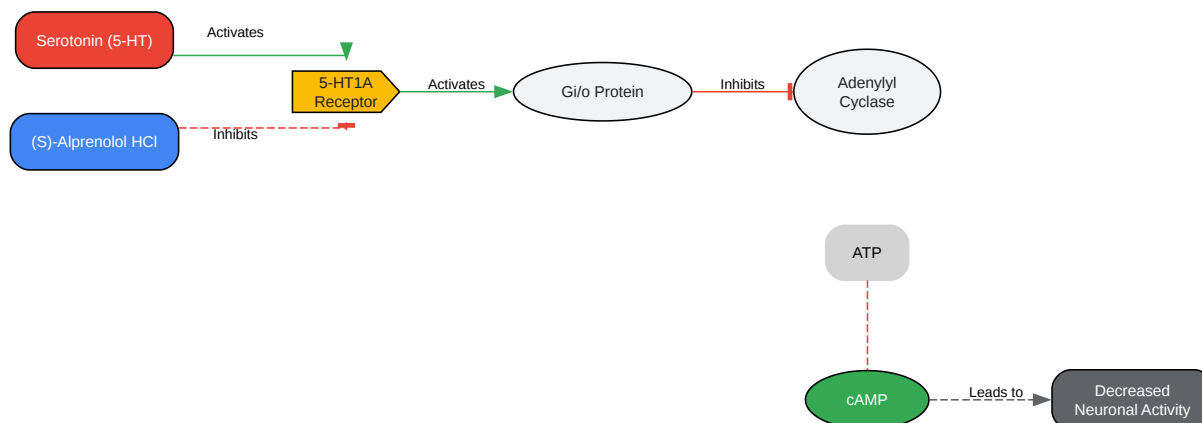 Serotonin (5-HT)
Activates
5-HT1A
Receptor
Activates
Gi/o Protein
Inhibits
Adenylyl
Cyclase
(S)-Alprenolol HCl
Inhibits
ATP
cAMP
Leads to
Decreased
Neuronal Activity